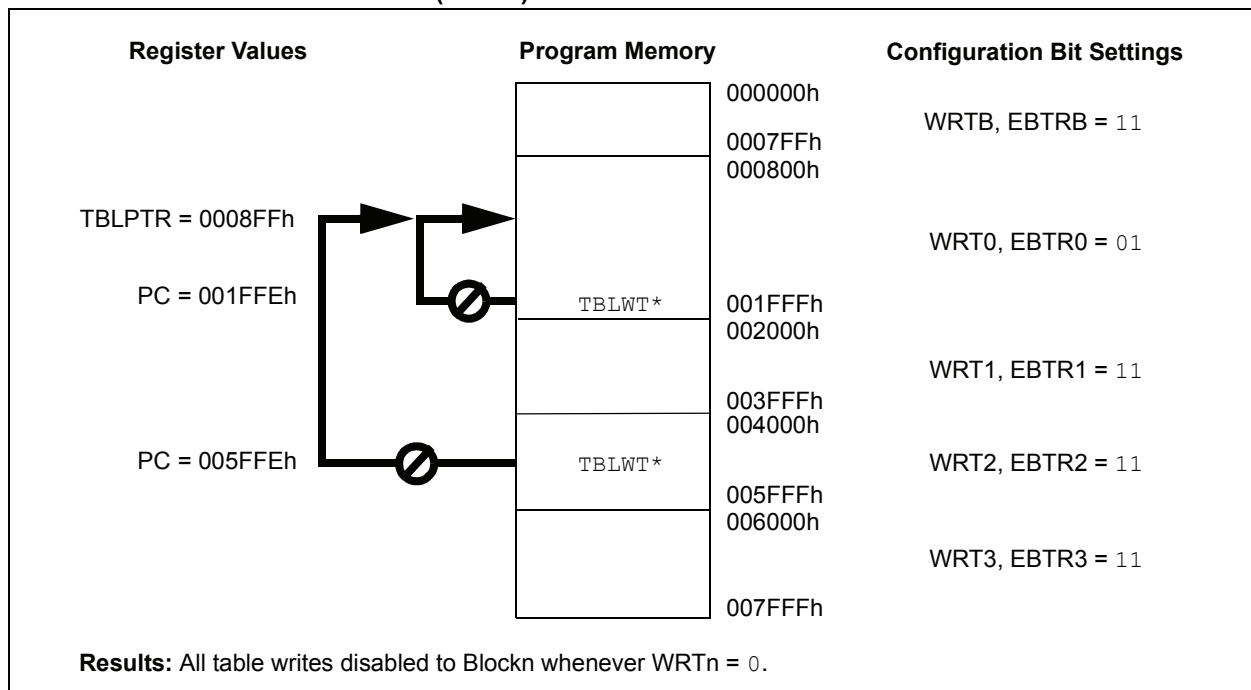 Register Values Program Memory Configuration Bit Settings
000000h
WRTB, EBTRB = 11
0007FFh
000800h
TBLPTR = 0008FFh
WRT0, EBTR0 = 01
PC = 001FFEh
TBLWT* 001FFFh
002000h
WRT1, EBTR1 = 11
003FFFh
004000h
PC = 005FFEh TBLWT* WRT2, EBTR2 = 11
005FFFh
006000h
WRT3, EBTR3 = 11
007FFFh
Results: All table writes disabled to Blockn whenever WRTn = 0.